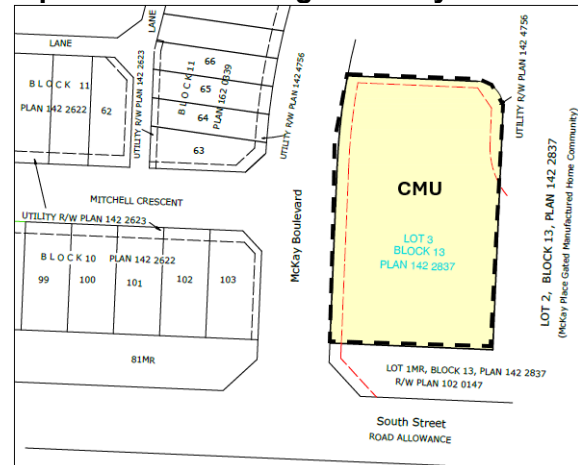 LANE
LANE
BLOCK 11
PLAN 142 2622
62
UTILITY R/W PLAN 142 2623
66
65
64
63
BLOCK 11
PLAN 162 0339
UTILITY R/W PLAN 142 4756
MITCHELL CRESCENT
UTILITY R/W PLAN 142 2623
BLOCK 10 PLAN 142 2622
99
100
101
102
103
81MR
McKay Boulevard
CMU
LOT 3
BLOCK 13
PLAN 142 2837
UTILITY R/W PLAN 142 4756
LOT 2, BLOCK 13, PLAN 142 2837
(McKay Place Gated Manufactured Home Community)
LOT 1MR, BLOCK 13, PLAN 142 2837
R/W PLAN 102 0147
South Street
ROAD ALLOWANCE